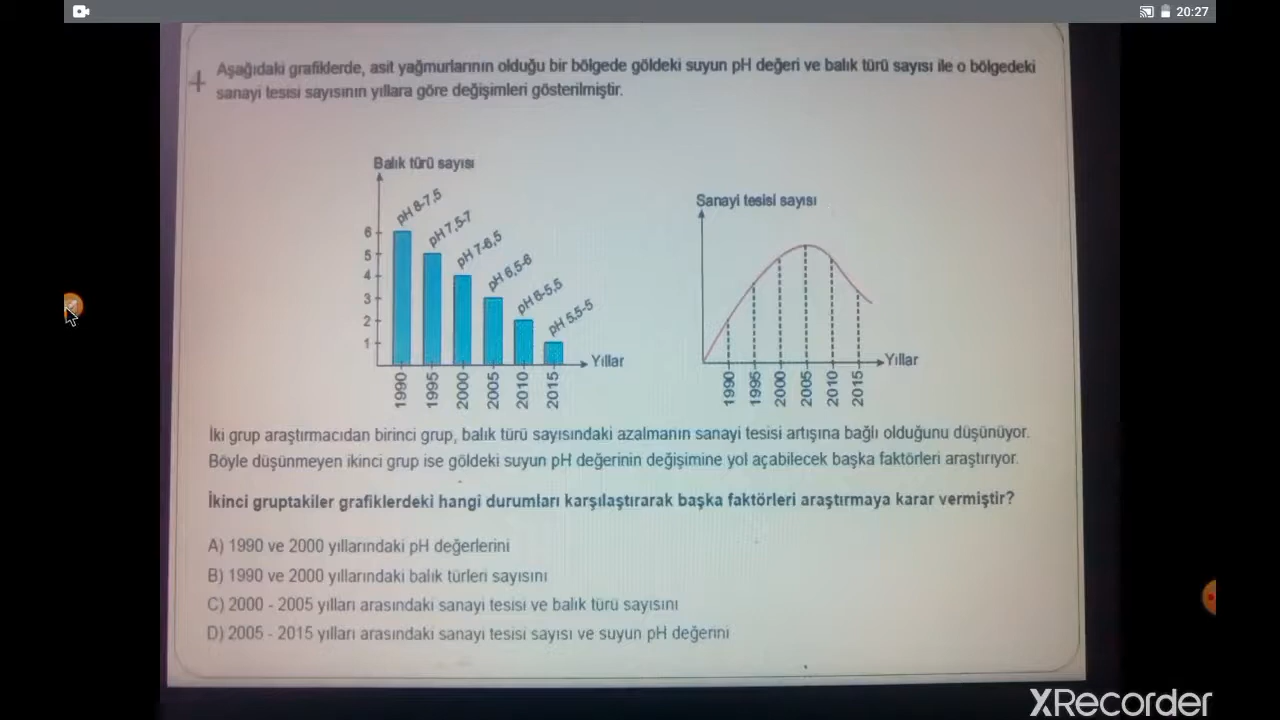 20:27
Aşağıdaki grafiklerde, asit yağmurlarının olduğu bir bölgede göldeki suyun pH değeri ve balık türü sayısı ile o bölgedeki
sanayi tesisi sayısının yıllara göre değişimleri gösterilmiştir.
Balık türü sayısı
pH 8-7,5
pH 7,5-7
pH 7-6,5
pH 6,5-6
pH 6-5,5
pH 5,5-5
6
5
4
3
2
1
Yıllar
1990
1995
2000
2005
2010
2015
Sanayi tesisi sayısı
Yıllar
1990
1995
2000
2005
2010
2015
İki grup araştırmacıdan birinci grup, balık türü sayısındaki azalmanın sanayi tesisi artışına bağlı olduğunu düşünüyor.
Böyle düşünmeyen ikinci grup ise göldeki suyun pH değerinin değişimine yol açabilecek başka faktörleri araştırıyor.
İkinci gruptakiler grafiklerdeki hangi durumları karşılaştırarak başka faktörleri araştırmaya karar vermiştir?
A) 1990 ve 2000 yıllarındaki pH değerlerini
B) 1990 ve 2000 yıllarındaki balık türleri sayısını
C) 2000 - 2005 yılları arasındaki sanayi tesisi ve balık türü sayısını
D) 2005 - 2015 yılları arasındaki sanayi tesisi sayısı ve suyun pH değerini
XRecorder